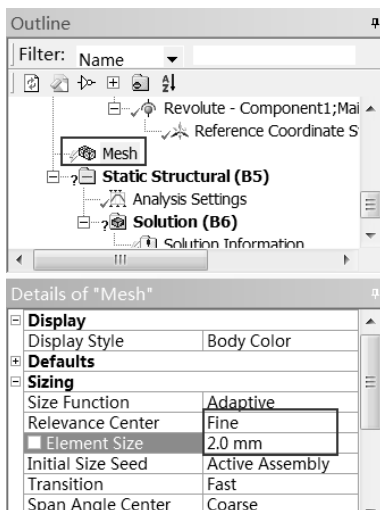 Outline
Filter: Name
Revolute - Component1;Mai
Reference Coordinate S
Mesh
Static Structural (B5)
Analysis Settings
Solution (B6)
Solution Information
Details of "Mesh"
Display
Display Style Body Color
Defaults
Sizing
Size Function Adaptive
Relevance Center Fine
Element Size 2.0 mm
Initial Size Seed Active Assembly
Transition Fast
Span Angle Center Coarse